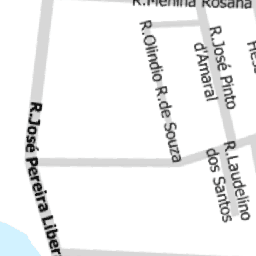 R.Menina Rosana
R.Olindio R.de Souza
R.José Pinto
d'Amaral
R.José Pereira Liber
R.Laudelino
dos Santos